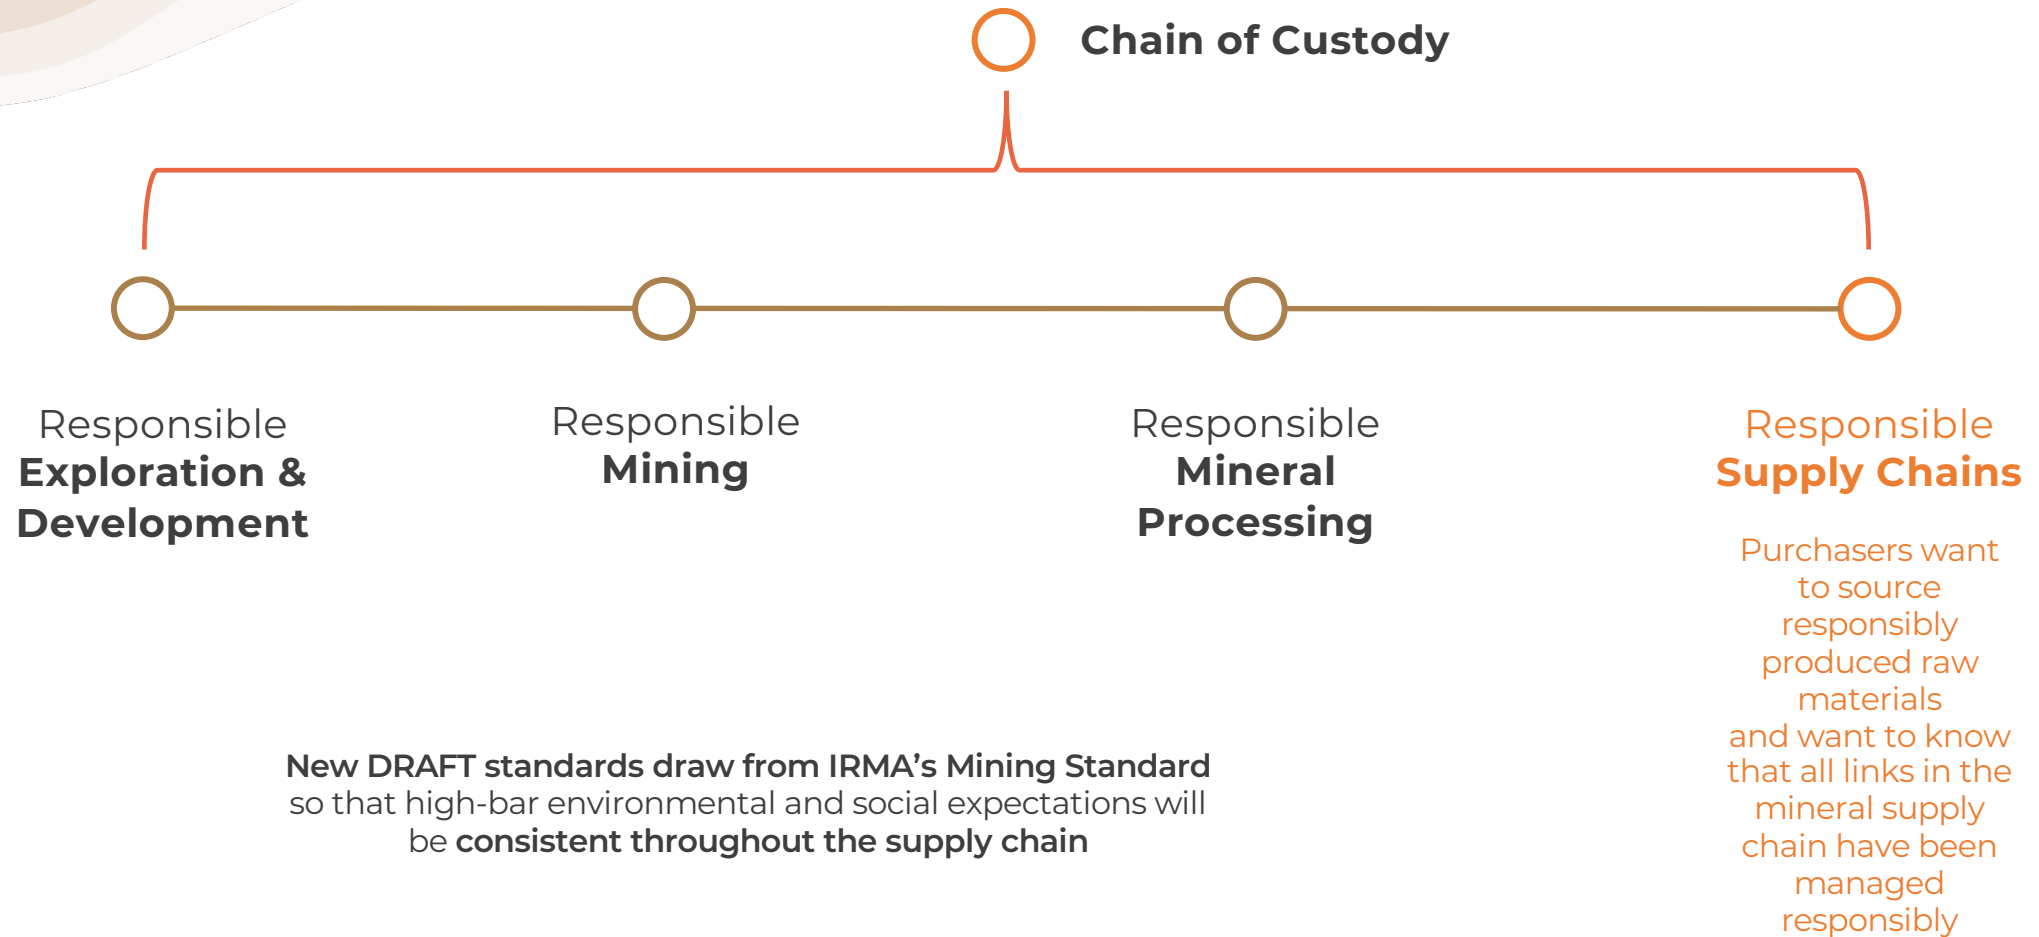 Chain of Custody
Responsible
Exploration &
Development
Responsible
Mining
Responsible
Mineral
Processing
Responsible
Supply Chains
Purchasers want
to source
responsibly
produced raw
materials
and want to know
that all links in the
mineral supply
chain have been
managed
responsibly
New DRAFT standards draw from IRMA’s Mining Standard
so that high-bar environmental and social expectations will
be consistent throughout the supply chain